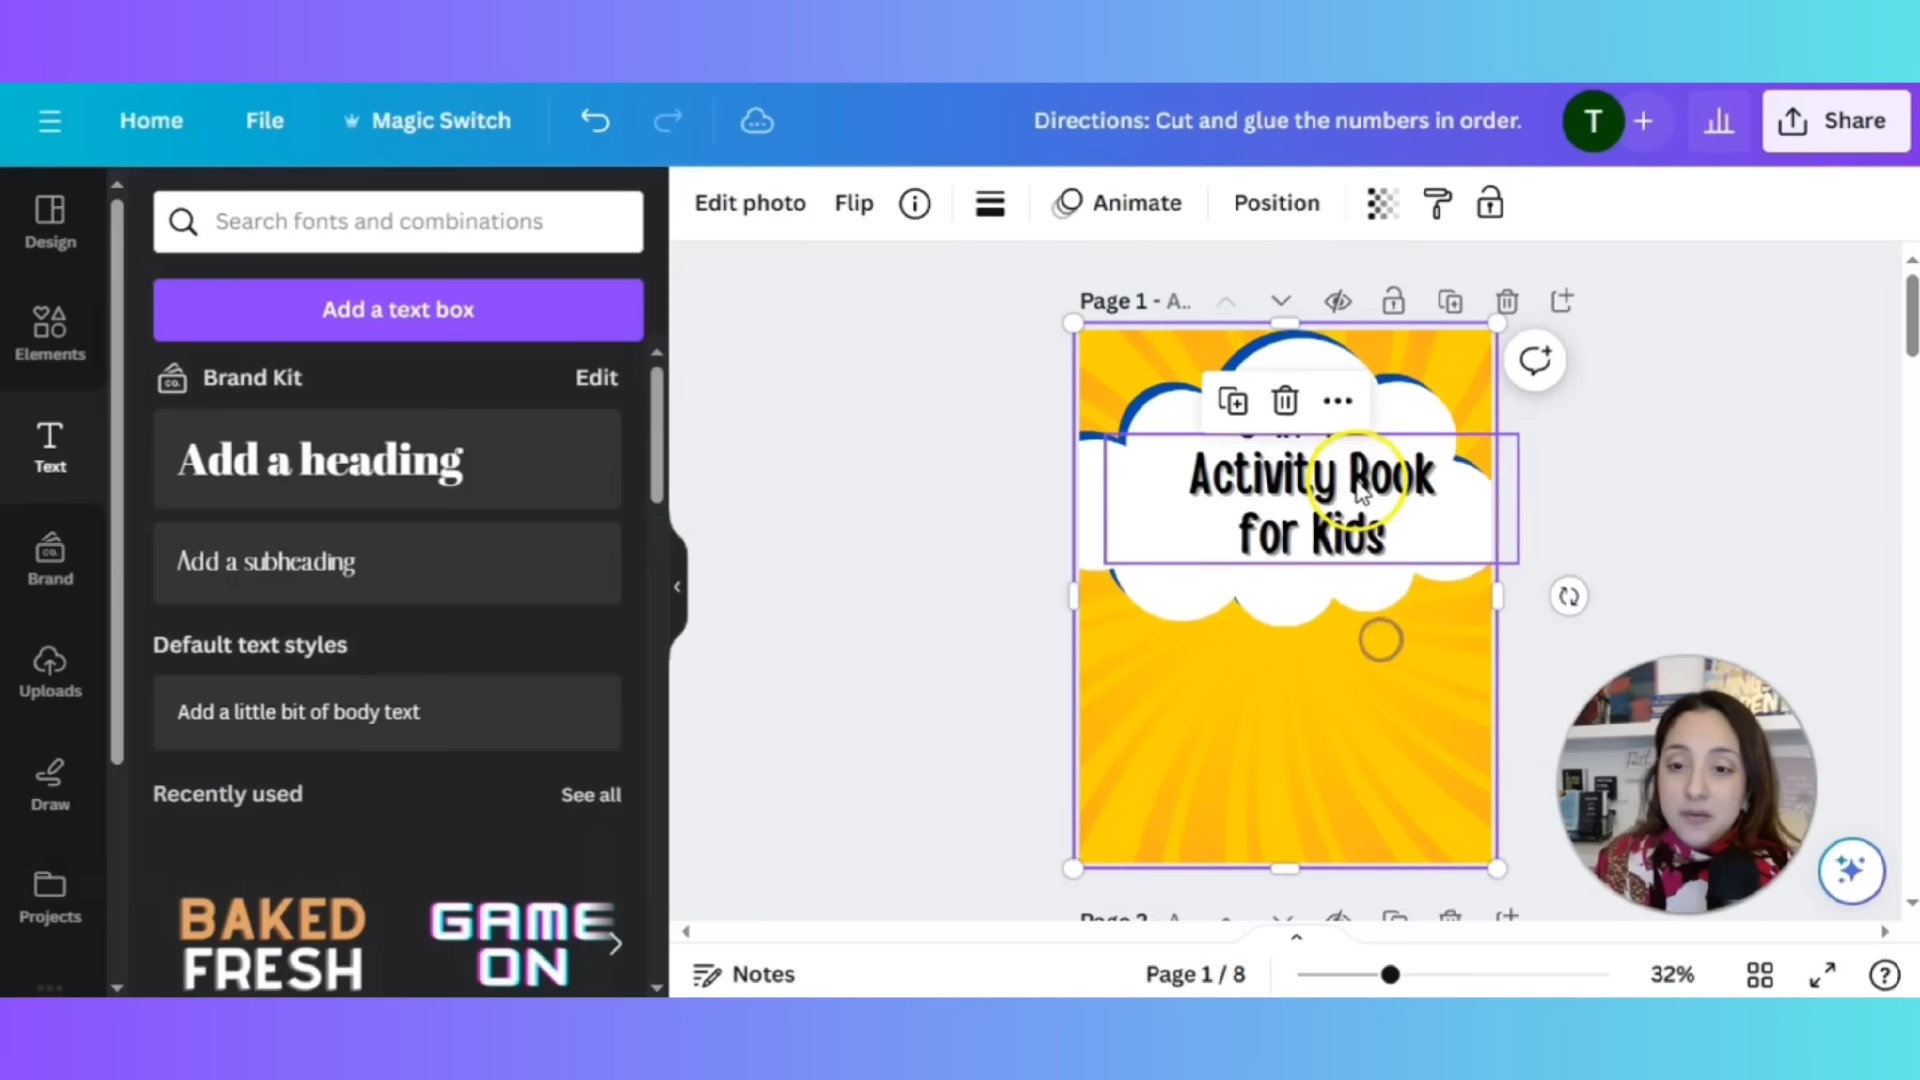 Home
File
Magic Switch
Directions: Cut and glue the numbers in order.
T
Share
Design
Elements
Text
Brand
Uploads
Draw
Projects
Search fonts and combinations
Add a text box
Brand Kit
Edit
Add a heading
Add a subheading
Default text styles
Add a little bit of body text
Recently used
See all
BAKED
FRESH
GAME
ON
Edit photo
Flip
Animate
Position
Page 1 - A..
Activity Book
for Kids
Notes
Page 1 / 8
32%